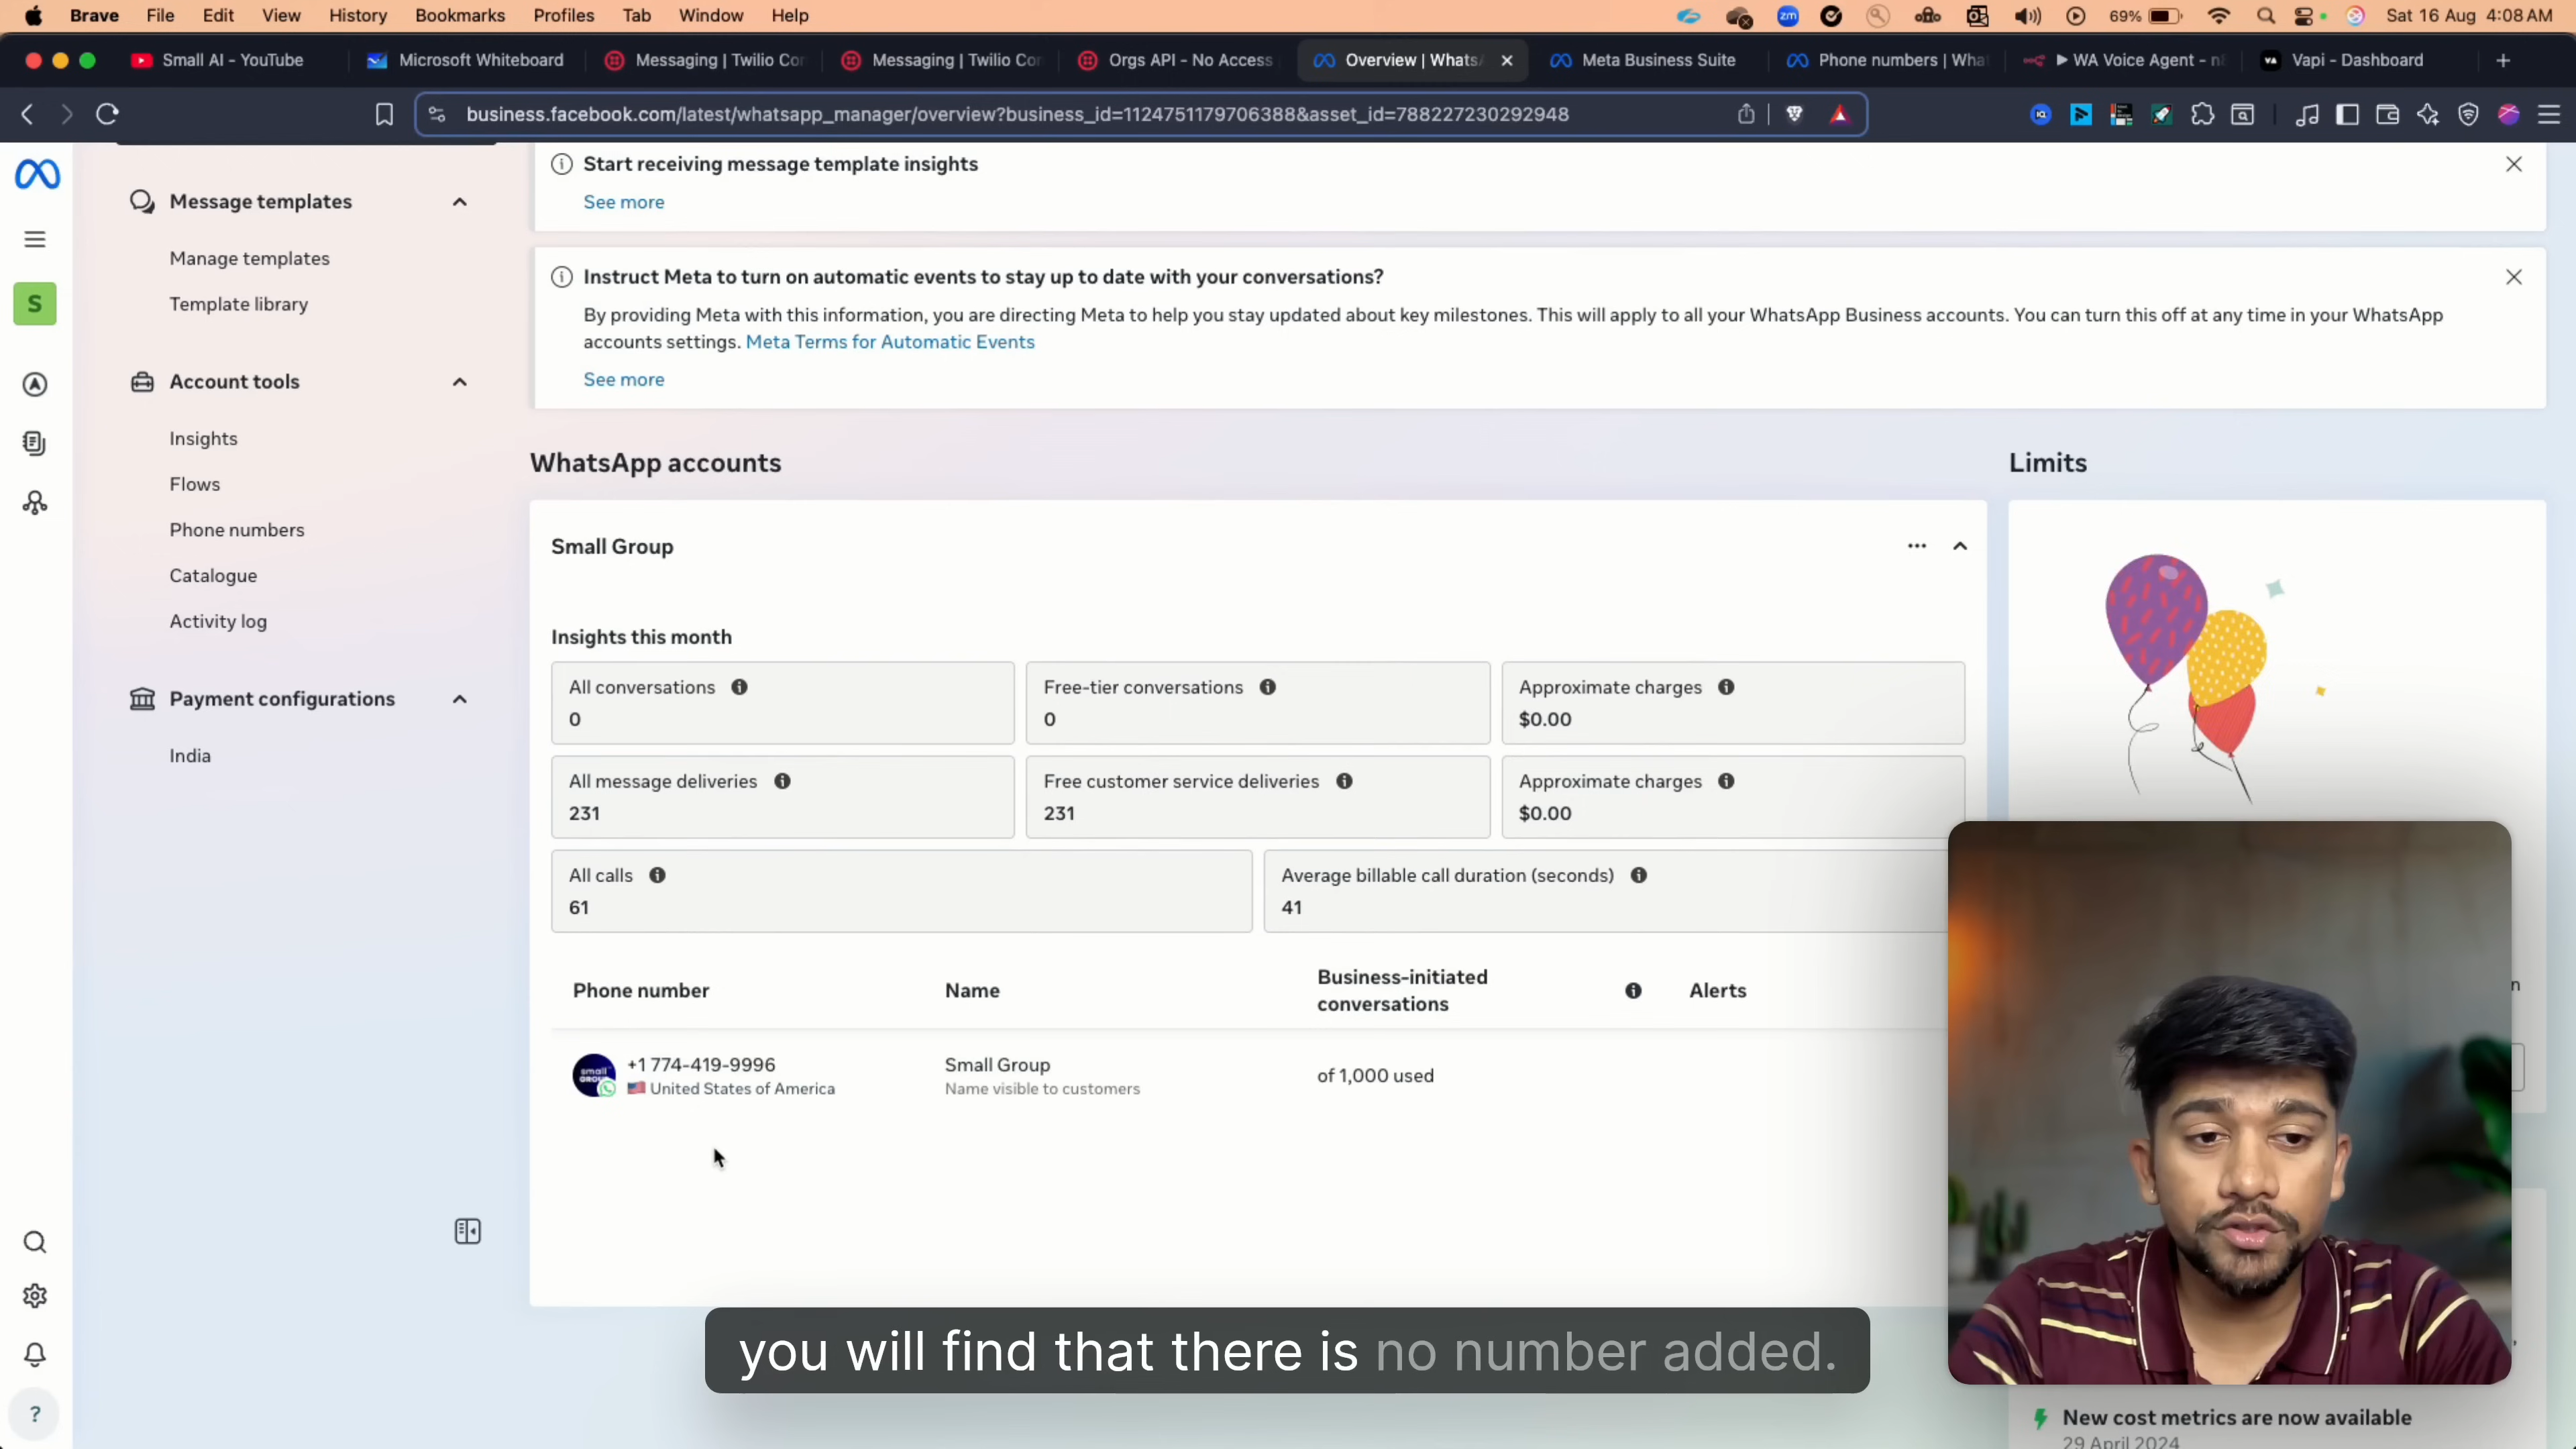 Brave File Edit View History Bookmarks Profiles Tab Window Help
zm 69% Sat 16 Aug 4:08 AM
Small AI - YouTube
Microsoft Whiteboard
Messaging | Twilio Con
Messaging | Twilio Con
Orgs API - No Access
Overview | WhatsA
Meta Business Suite
Phone numbers | Wha
WA Voice Agent - n8
Vapi - Dashboard
business.facebook.com/latest/whatsapp_manager/overview?business_id=1124751179706388&asset_id=788227230292948
S
?
Message templates
Manage templates
Template library
Account tools
Insights
Flows
Phone numbers
Catalogue
Activity log
Payment configurations
India
Start receiving message template insights
See more
Instruct Meta to turn on automatic events to stay up to date with your conversations?
By providing Meta with this information, you are directing Meta to help you stay updated about key milestones. This will apply to all your WhatsApp Business accounts. You can turn this off at any time in your WhatsApp
accounts settings. Meta Terms for Automatic Events
See more
WhatsApp accounts
Limits
Small Group
Insights this month
All conversations
0
Free-tier conversations
0
Approximate charges
$0.00
All message deliveries
231
Free customer service deliveries
231
Approximate charges
$0.00
All calls
61
Average billable call duration (seconds)
41
Phone number Name Business-initiated
conversations Alerts
small
GROUP
+1 774-419-9996
United States of America
Small Group
Name visible to customers
of 1,000 used
n
you will find that there is no number added.
New cost metrics are now available
29 April 2024